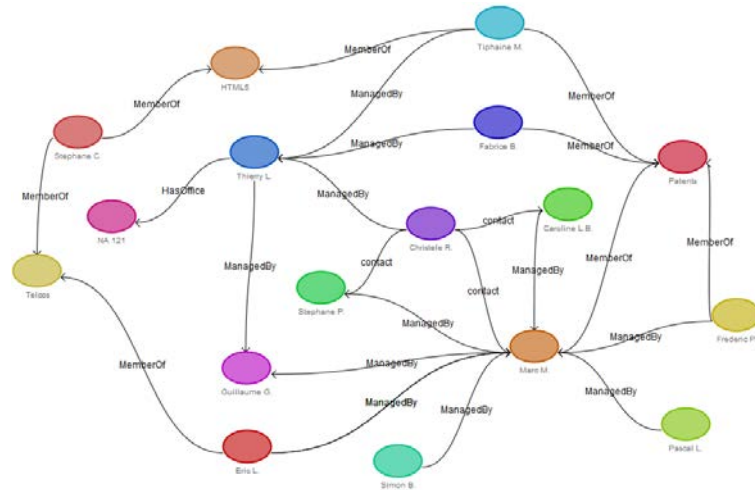 Tiphaine M.
MemberOf
HTML5
MemberOf
ManagedBy
MemberOf
Fabrice B.
ManagedBy
MemberOf
Stephane C.
Thierry L.
Patents
HasOffice
MemberOf
ManagedBy
NA 121
contact
Caroline L B.
Christele R.
MemberOf
MemberOf
contact
ManagedBy
ManagedBy
Telops
contact
Stephane P.
ManagedBy
Frederic P.
Marc M.
MemberOf
ManagedBy
ManagedBy
Guillaume G.
ManagedBy
ManagedBy
ManagedBy
Eric L.
Pascal L.
Simon B.